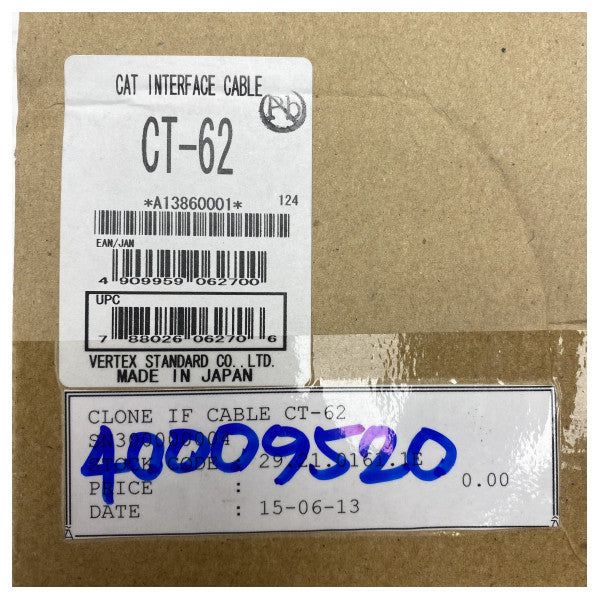 CAT INTERFACE CABLE
Pb
CT-62
*A13860001* 124
EAN/JAN
4 909959 062700
UPC
7 88026 06270 6
VERTEX STANDARD CO.,LTD.
MADE IN JAPAN
CLONE IF CABLE CT-62
40009520
CODE : 0.00
PRICE :
DATE : 15-06-13